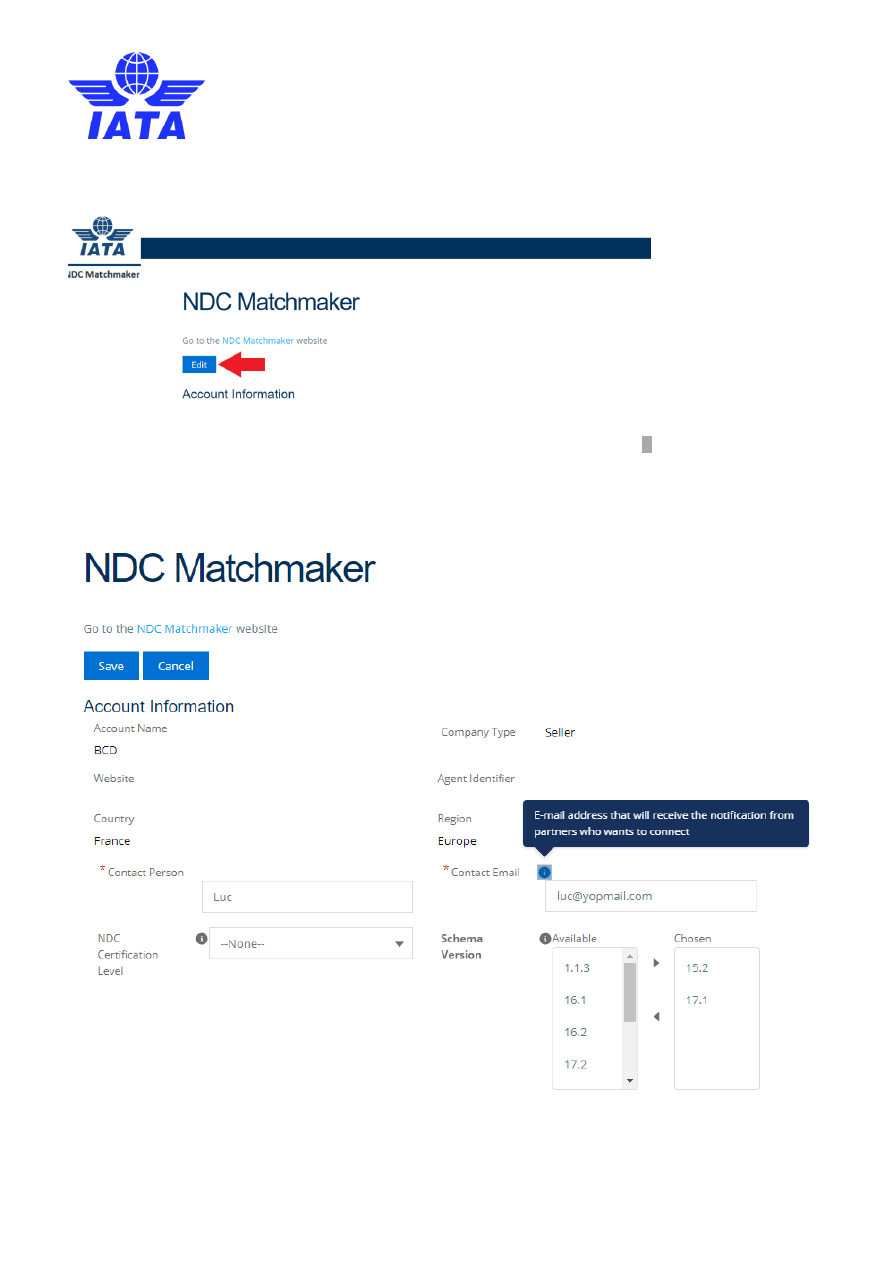 IATA
IATA
NDC Matchmaker
NDC Matchmaker
Go to the NDC Matchmaker website
Edit
Account Information
NDC Matchmaker
Go to the NDC Matchmaker website
Save Cancel
Account Information
Account Name
BCD
Company Type Seller
Website
Agent Identifier
Country
France
Region
Europe
E-mail address that will receive the notification from
partners who wants to connect
* Contact Person
Luc
* Contact Email
luc@yopmail.com
NDC
Certification
Level
--None--
Schema
Version
Available
1.1.3
16.1
16.2
17.2
Chosen
15.2
17.1